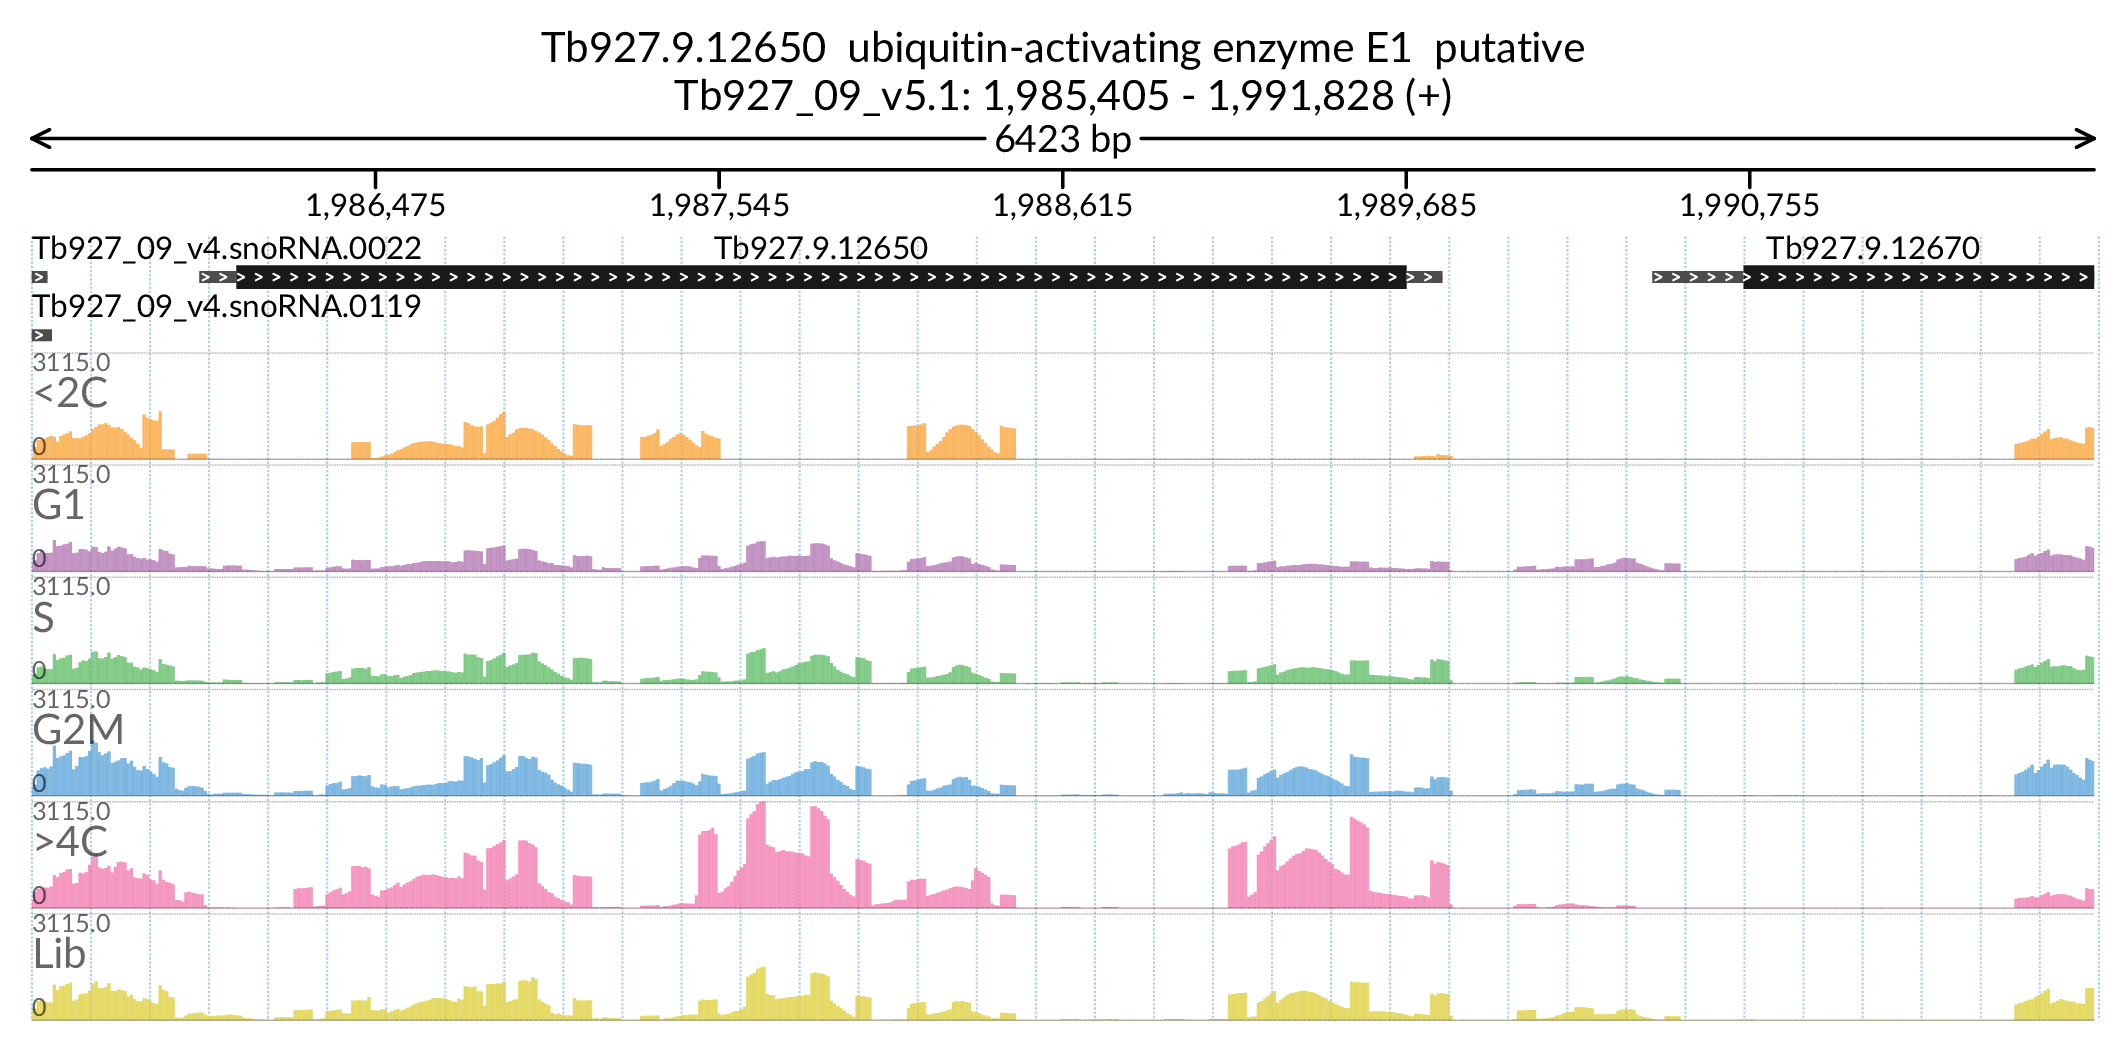 Tb927.9.12650  ubiquitin-activating enzyme E1  putative
Tb927_09_v5.1: 1,985,405 - 1,991,828 (+)
6423 bp
1,986,475 1,987,545 1,988,615 1,989,685 1,990,755
Tb927_09_v4.snoRNA.0022 Tb927.9.12650 Tb927.9.12670
Tb927_09_v4.snoRNA.0119
3115.0
<2C
0
3115.0
G1
0
3115.0
S
0
3115.0
G2M
0
3115.0
>4C
0
3115.0
Lib
0